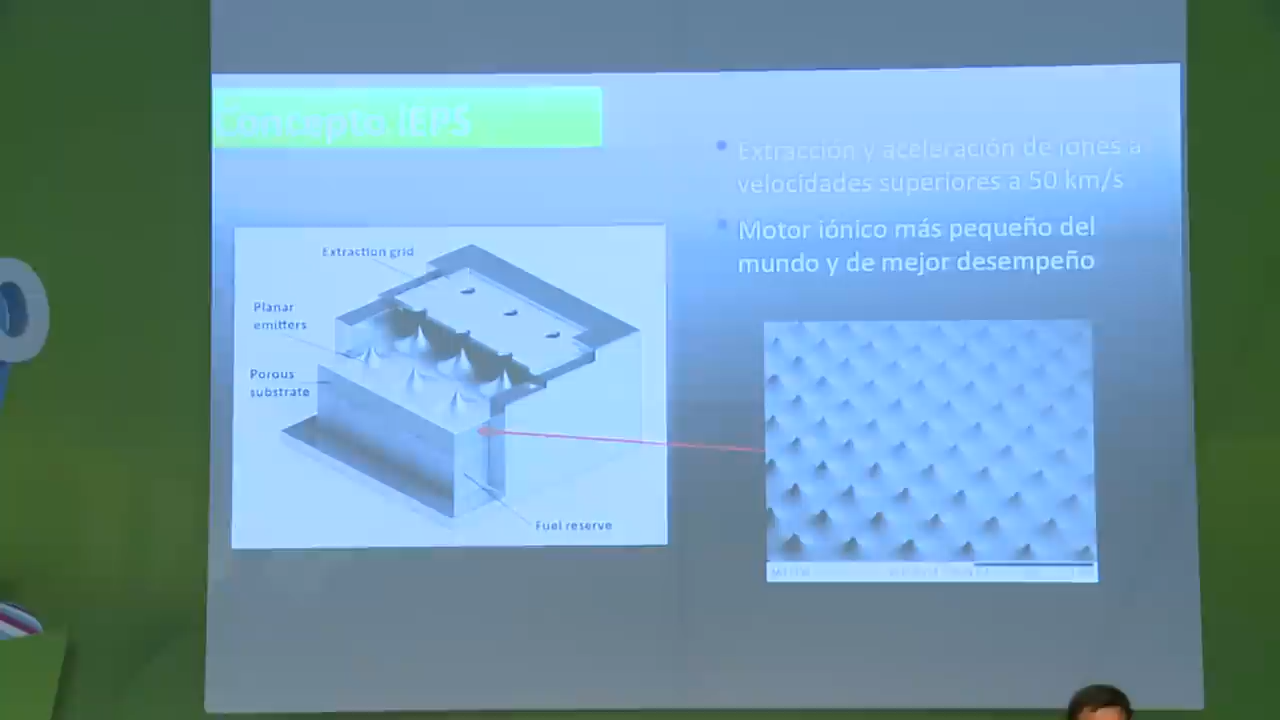 Concepto iEPS
Extracción y aceleración de iones a
velocidades superiores a 50 km/s
Motor iónico más pequeño del
mundo y de mejor desempeño
Extraction grid
Planar
emitters
Porous
substrate
Fuel reserve